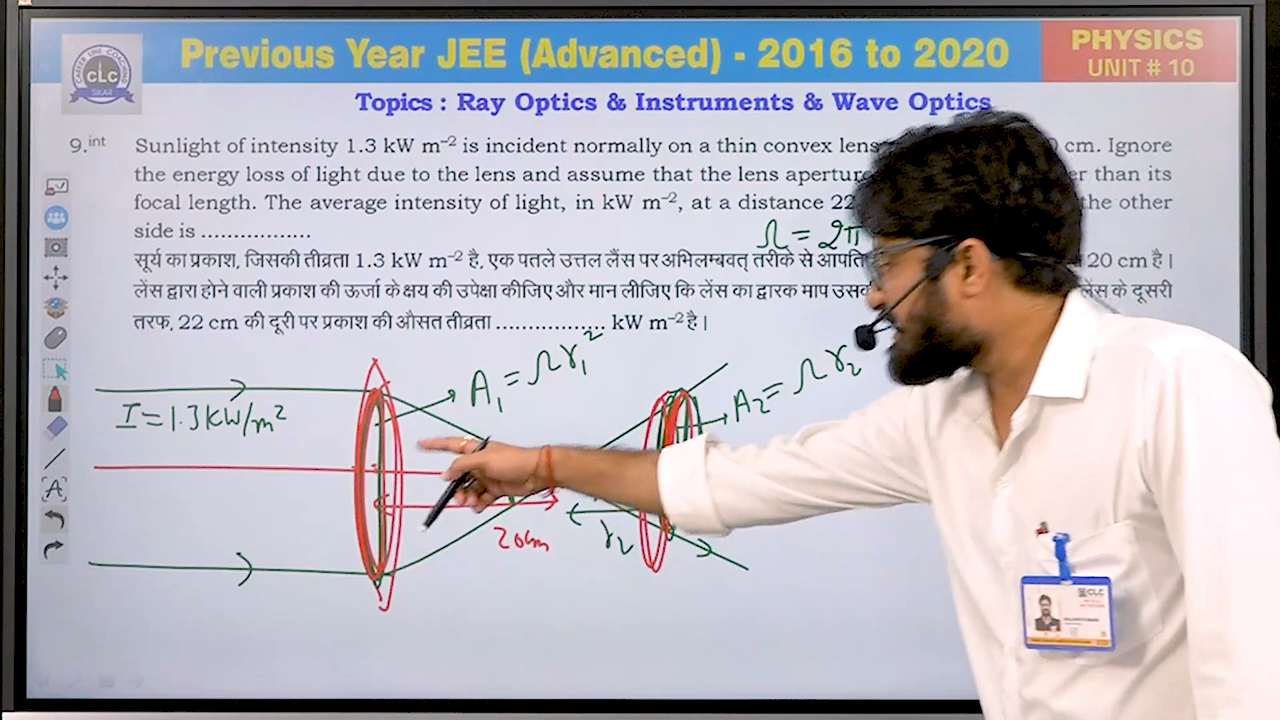 Previous Year JEE (Advanced) - 2016 to 2020
PHYSICS
UNIT # 10
CLC
SIKAR
Topics : Ray Optics & Instruments & Wave Optics
9.int Sunlight of intensity 1.3 kW m−2 is incident normally on a thin convex lens cm. Ignore
the energy loss of light due to the lens and assume that the lens than its
focal length. The average intensity of light, in kW m−2, at a distance 22 the other
side is ..................
Ω = 2π
सूर्य का प्रकाश, जिसकी तीव्रता 1.3 kW m−2 है, एक पतले उत्तल लैंस पर अभिलम्बवत् तरीके से 20 cm है।
लेंस द्वारा होने वाली प्रकाश की ऊर्जा के क्षय की उपेक्षा कीजिए और मान लीजिए कि लेंस का द्वारक माप लेंस के दूसरी
तरफ, 22 cm की दूरी पर प्रकाश की औसत तीव्रता .................. kW m−2 है।
A1 = Ωr1²
A2 = Ωr2
I = 1.3 kW/m²
20cm
r2
A
CLC